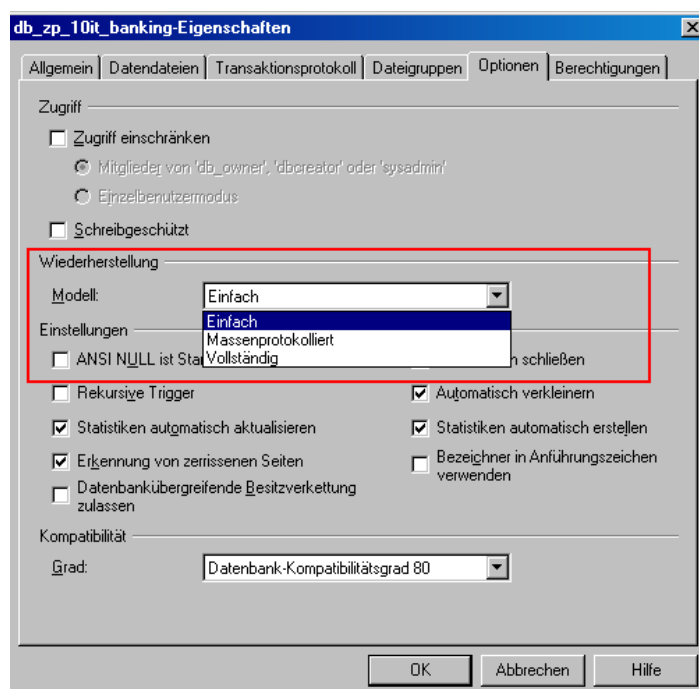 db_zp_10it_banking-Eigenschaften
Allgemein Datendateien Transaktionsprotokoll Dateigruppen Optionen Berechtigungen
Zugriff
Zugriff einschränken
Mitglieder von 'db_owner', 'dbcreator' oder 'sysadmin'
Einzelbenutzermodus
Schreibgeschützt
Wiederherstellung
Modell: Einfach
Einfach
Massenprotokolliert
Vollständig
Einstellungen
ANSI NULL ist schließen
Rekursive Trigger Automatisch verkleinern
Statistiken automatisch aktualisieren Statistiken automatisch erstellen
Erkennung von zerrissenen Seiten Bezeichner in Anführungszeichen
verwenden
Datenbankübergreifende Besitzverkettung
zulassen
Kompatibilität
Grad: Datenbank-Kompatibilitätsgrad 80
OK Abbrechen Hilfe